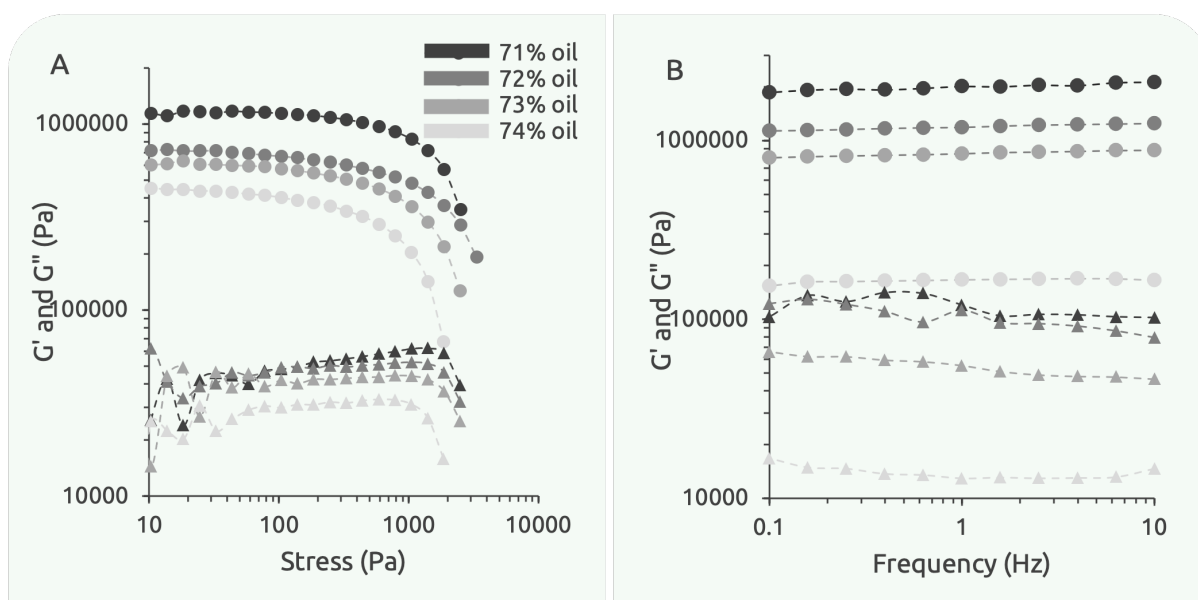 A
71% oil
72% oil
73% oil
74% oil
1000000
100000
10000
G' and G" (Pa)
10
100
1000
10000
Stress (Pa)
B
1000000
100000
10000
G' and G" (Pa)
0.1
1
10
Frequency (Hz)